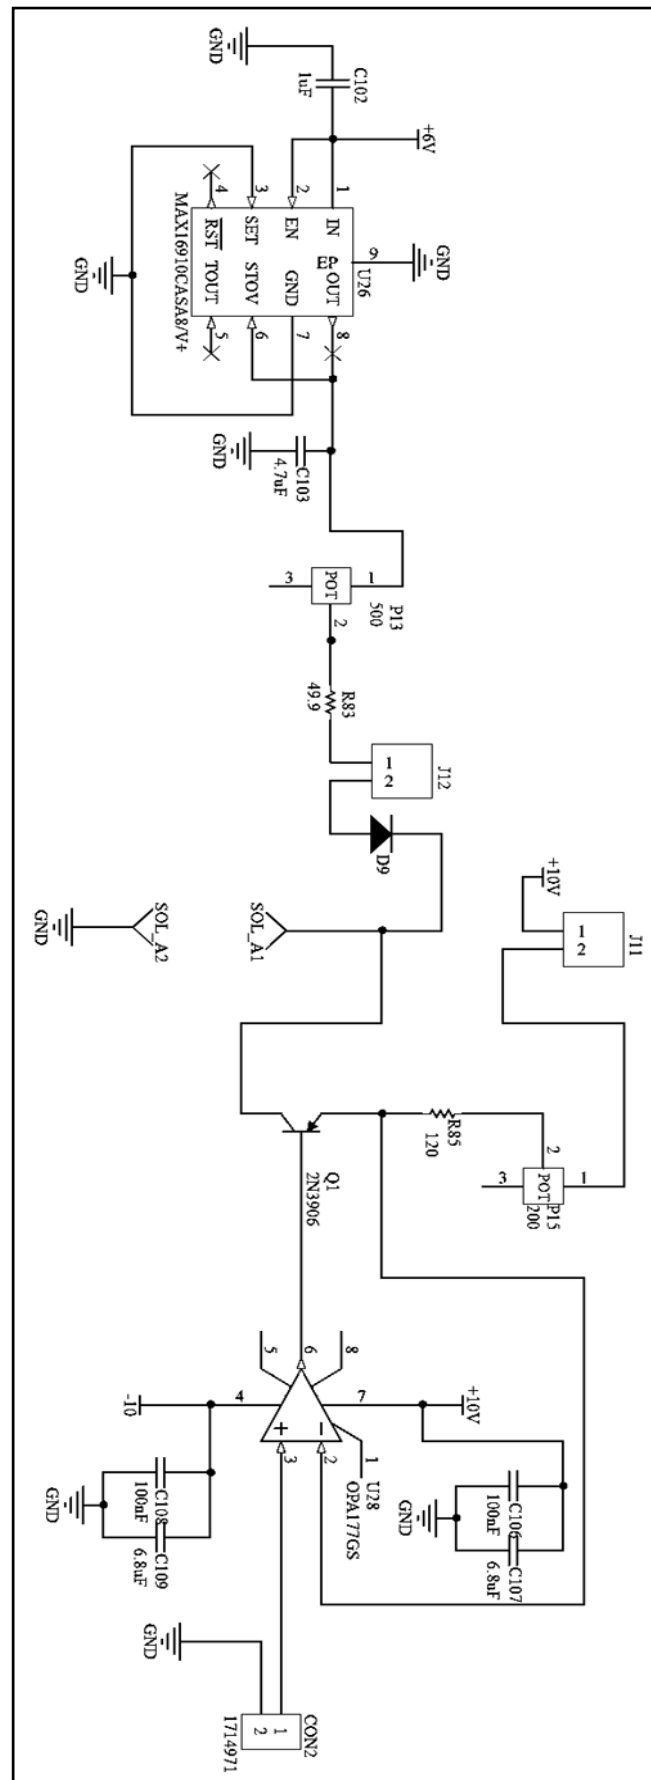 GND
C102
1uF
+6V
4
3
2
1
MAX16910CASA8/V+
RST
SET
EN
IN
TOUT
STOV
GND
EP
OUT
9
U26
GND
GND
5
6
7
8
GND
C103
4.7uF
3
POT
1
P13
500
2
R83
49.9
1
2
J12
D9
SOL_A2
GND
SOL_A1
+10V
1
2
J11
R85
120
2
3
POT
1
P15
200
Q1
2N3906
5
6
8
-10
4
7
+10V
+
-
3
2
1
U28
OPA177GS
GND
C108
100nF
C109
6.8uF
GND
C106
100nF
C107
6.8uF
GND
2
1
CON2
1714971